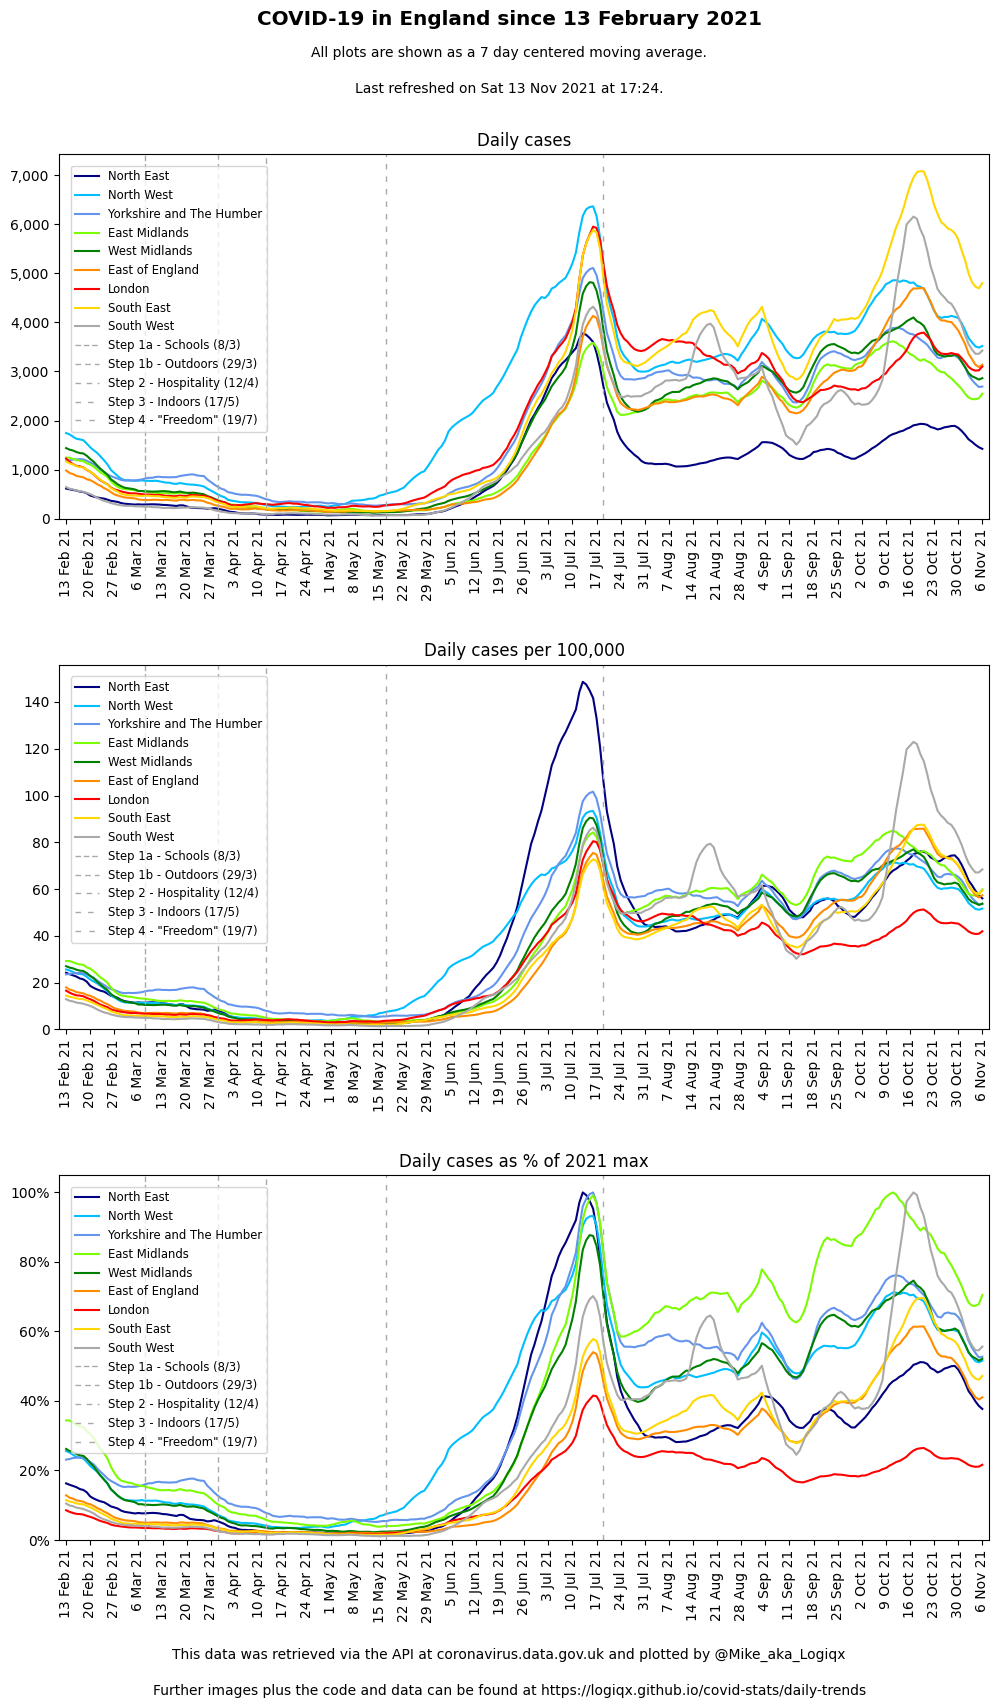 COVID-19 in England since 13 February 2021
All plots are shown as a 7 day centered moving average.
Last refreshed on Sat 13 Nov 2021 at 17:24.
Daily cases
7,000
6,000
5,000
4,000
3,000
2,000
1,000
0
North East
North West
Yorkshire and The Humber
East Midlands
West Midlands
East of England
London
South East
South West
Step 1a - Schools (8/3)
Step 1b - Outdoors (29/3)
Step 2 - Hospitality (12/4)
Step 3 - Indoors (17/5)
Step 4 - "Freedom" (19/7)
13 Feb 21
20 Feb 21
27 Feb 21
6 Mar 21
13 Mar 21
20 Mar 21
27 Mar 21
3 Apr 21
10 Apr 21
17 Apr 21
24 Apr 21
1 May 21
8 May 21
15 May 21
22 May 21
29 May 21
5 Jun 21
12 Jun 21
19 Jun 21
26 Jun 21
3 Jul 21
10 Jul 21
17 Jul 21
24 Jul 21
31 Jul 21
7 Aug 21
14 Aug 21
21 Aug 21
28 Aug 21
4 Sep 21
11 Sep 21
18 Sep 21
25 Sep 21
2 Oct 21
9 Oct 21
16 Oct 21
23 Oct 21
30 Oct 21
6 Nov 21
Daily cases per 100,000
140
120
100
80
60
40
20
0
North East
North West
Yorkshire and The Humber
East Midlands
West Midlands
East of England
London
South East
South West
Step 1a - Schools (8/3)
Step 1b - Outdoors (29/3)
Step 2 - Hospitality (12/4)
Step 3 - Indoors (17/5)
Step 4 - "Freedom" (19/7)
13 Feb 21
20 Feb 21
27 Feb 21
6 Mar 21
13 Mar 21
20 Mar 21
27 Mar 21
3 Apr 21
10 Apr 21
17 Apr 21
24 Apr 21
1 May 21
8 May 21
15 May 21
22 May 21
29 May 21
5 Jun 21
12 Jun 21
19 Jun 21
26 Jun 21
3 Jul 21
10 Jul 21
17 Jul 21
24 Jul 21
31 Jul 21
7 Aug 21
14 Aug 21
21 Aug 21
28 Aug 21
4 Sep 21
11 Sep 21
18 Sep 21
25 Sep 21
2 Oct 21
9 Oct 21
16 Oct 21
23 Oct 21
30 Oct 21
6 Nov 21
Daily cases as % of 2021 max
100%
80%
60%
40%
20%
0%
North East
North West
Yorkshire and The Humber
East Midlands
West Midlands
East of England
London
South East
South West
Step 1a - Schools (8/3)
Step 1b - Outdoors (29/3)
Step 2 - Hospitality (12/4)
Step 3 - Indoors (17/5)
Step 4 - "Freedom" (19/7)
13 Feb 21
20 Feb 21
27 Feb 21
6 Mar 21
13 Mar 21
20 Mar 21
27 Mar 21
3 Apr 21
10 Apr 21
17 Apr 21
24 Apr 21
1 May 21
8 May 21
15 May 21
22 May 21
29 May 21
5 Jun 21
12 Jun 21
19 Jun 21
26 Jun 21
3 Jul 21
10 Jul 21
17 Jul 21
24 Jul 21
31 Jul 21
7 Aug 21
14 Aug 21
21 Aug 21
28 Aug 21
4 Sep 21
11 Sep 21
18 Sep 21
25 Sep 21
2 Oct 21
9 Oct 21
16 Oct 21
23 Oct 21
30 Oct 21
6 Nov 21
This data was retrieved via the API at coronavirus.data.gov.uk and plotted by @Mike_aka_Logiqx
Further images plus the code and data can be found at https://logiqx.github.io/covid-stats/daily-trends